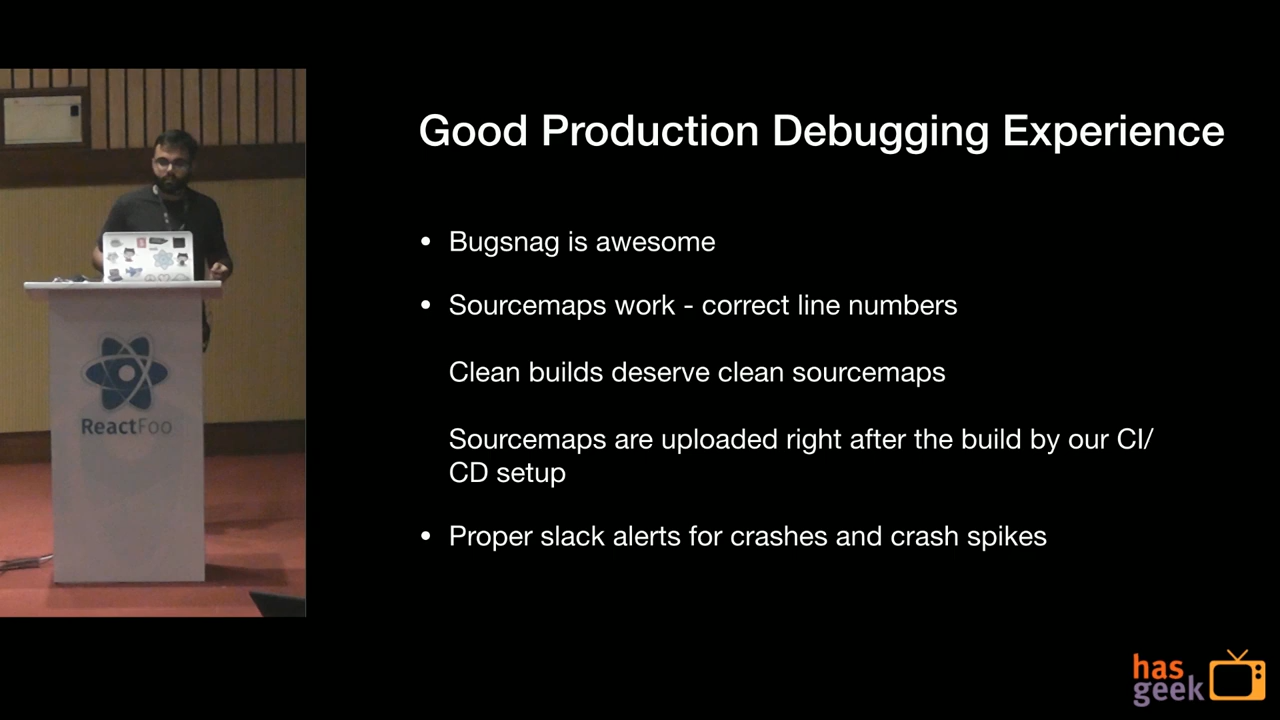 Good Production Debugging Experience
• Bugsnag is awesome
• Sourcemaps work - correct line numbers
Clean builds deserve clean sourcemaps
Sourcemaps are uploaded right after the build by our CI/
CD setup
• Proper slack alerts for crashes and crash spikes
ReactFoo
has
geek